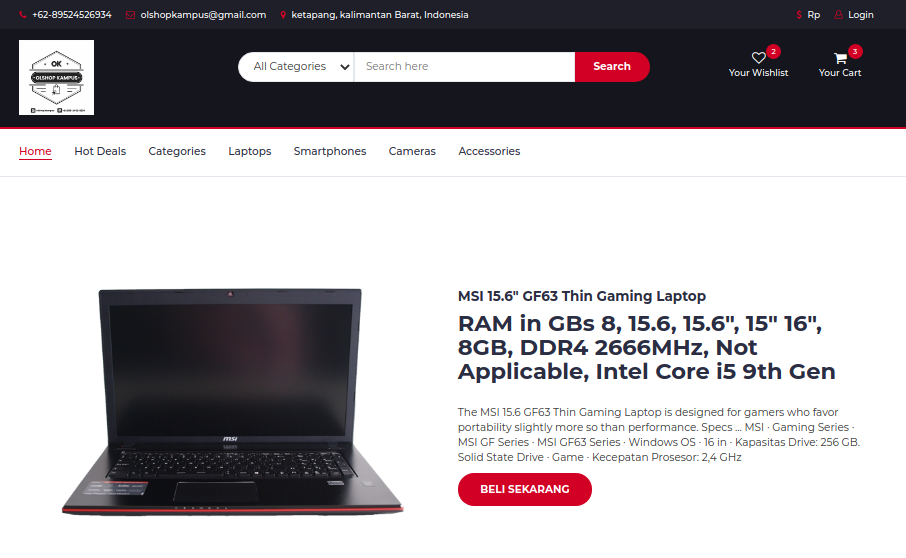 +62-89524526934 olshopkampus@gmail.com ketapang, kalimantan Barat, Indonesia
$ Rp Login
OK
OLSHOP KAMPUS
All Categories Search here Search
2
Your Wishlist
3
Your Cart
Home Hot Deals Categories Laptops Smartphones Cameras Accessories
MSI 15.6" GF63 Thin Gaming Laptop
RAM in GBs 8, 15.6, 15.6", 15" 16",
8GB, DDR4 2666MHz, Not
Applicable, Intel Core i5 9th Gen
The MSI 15.6 GF63 Thin Gaming Laptop is designed for gamers who favor
portability slightly more so than performance. Specs ... MSI · Gaming Series ·
MSI GF Series · MSI GF63 Series · Windows OS · 16 in · Kapasitas Drive: 256 GB.
Solid State Drive · Game · Kecepatan Prosesor: 2,4 GHz
BELI SEKARANG
msi